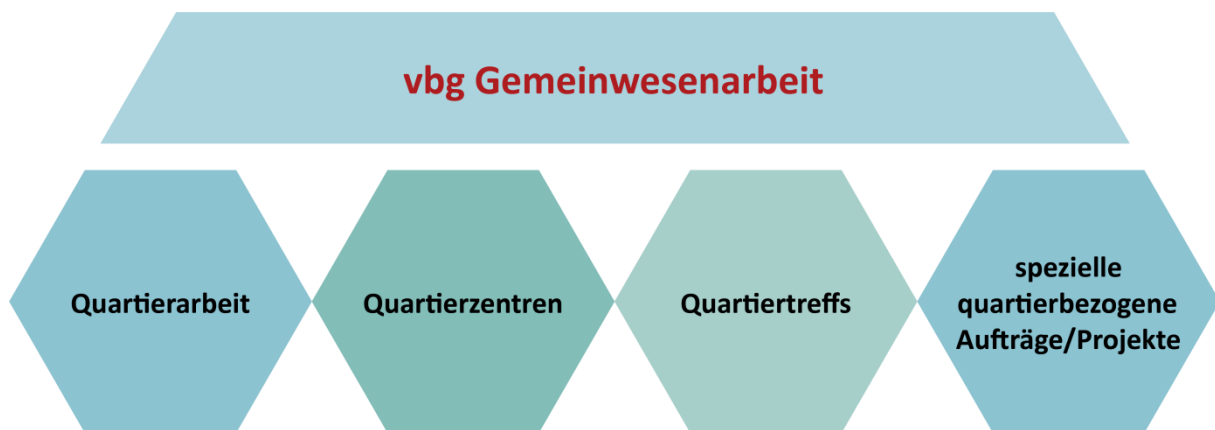 vbg Gemeinwesenarbeit
Quartierarbeit
Quartierzentren
Quartiertreffs
spezielle
quartierbezogene
Aufträge/Projekte